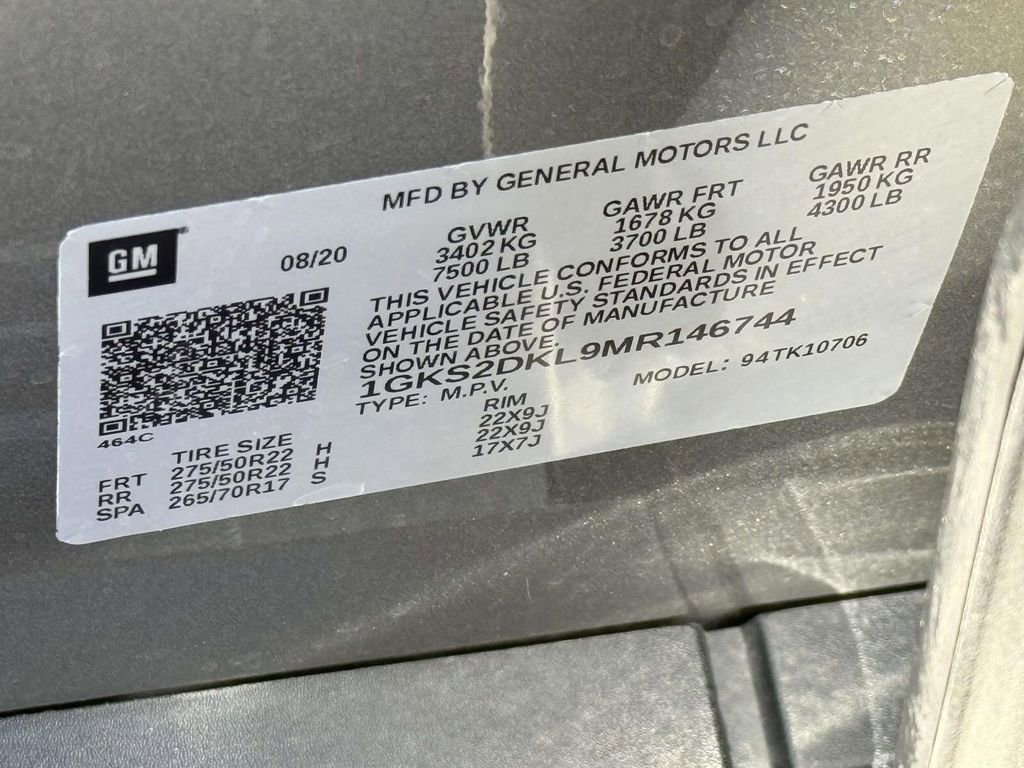 MFD BY GENERAL MOTORS LLC
GM
08/20
GVWR GAWR FRT GAWR RR
3402 KG 1678 KG 1950 KG
7500 LB 3700 LB 4300 LB
THIS VEHICLE CONFORMS TO ALL
APPLICABLE U.S. FEDERAL MOTOR
VEHICLE SAFETY STANDARDS IN EFFECT
ON THE DATE OF MANUFACTURE
SHOWN ABOVE.
1GKS2DKL9MR146744
TYPE: M.P.V. MODEL: 94TK10706
464C
TIRE SIZE RIM
FRT 275/50R22 H 22X9J
RR 275/50R22 H 22X9J
SPA 265/70R17 S 17X7J